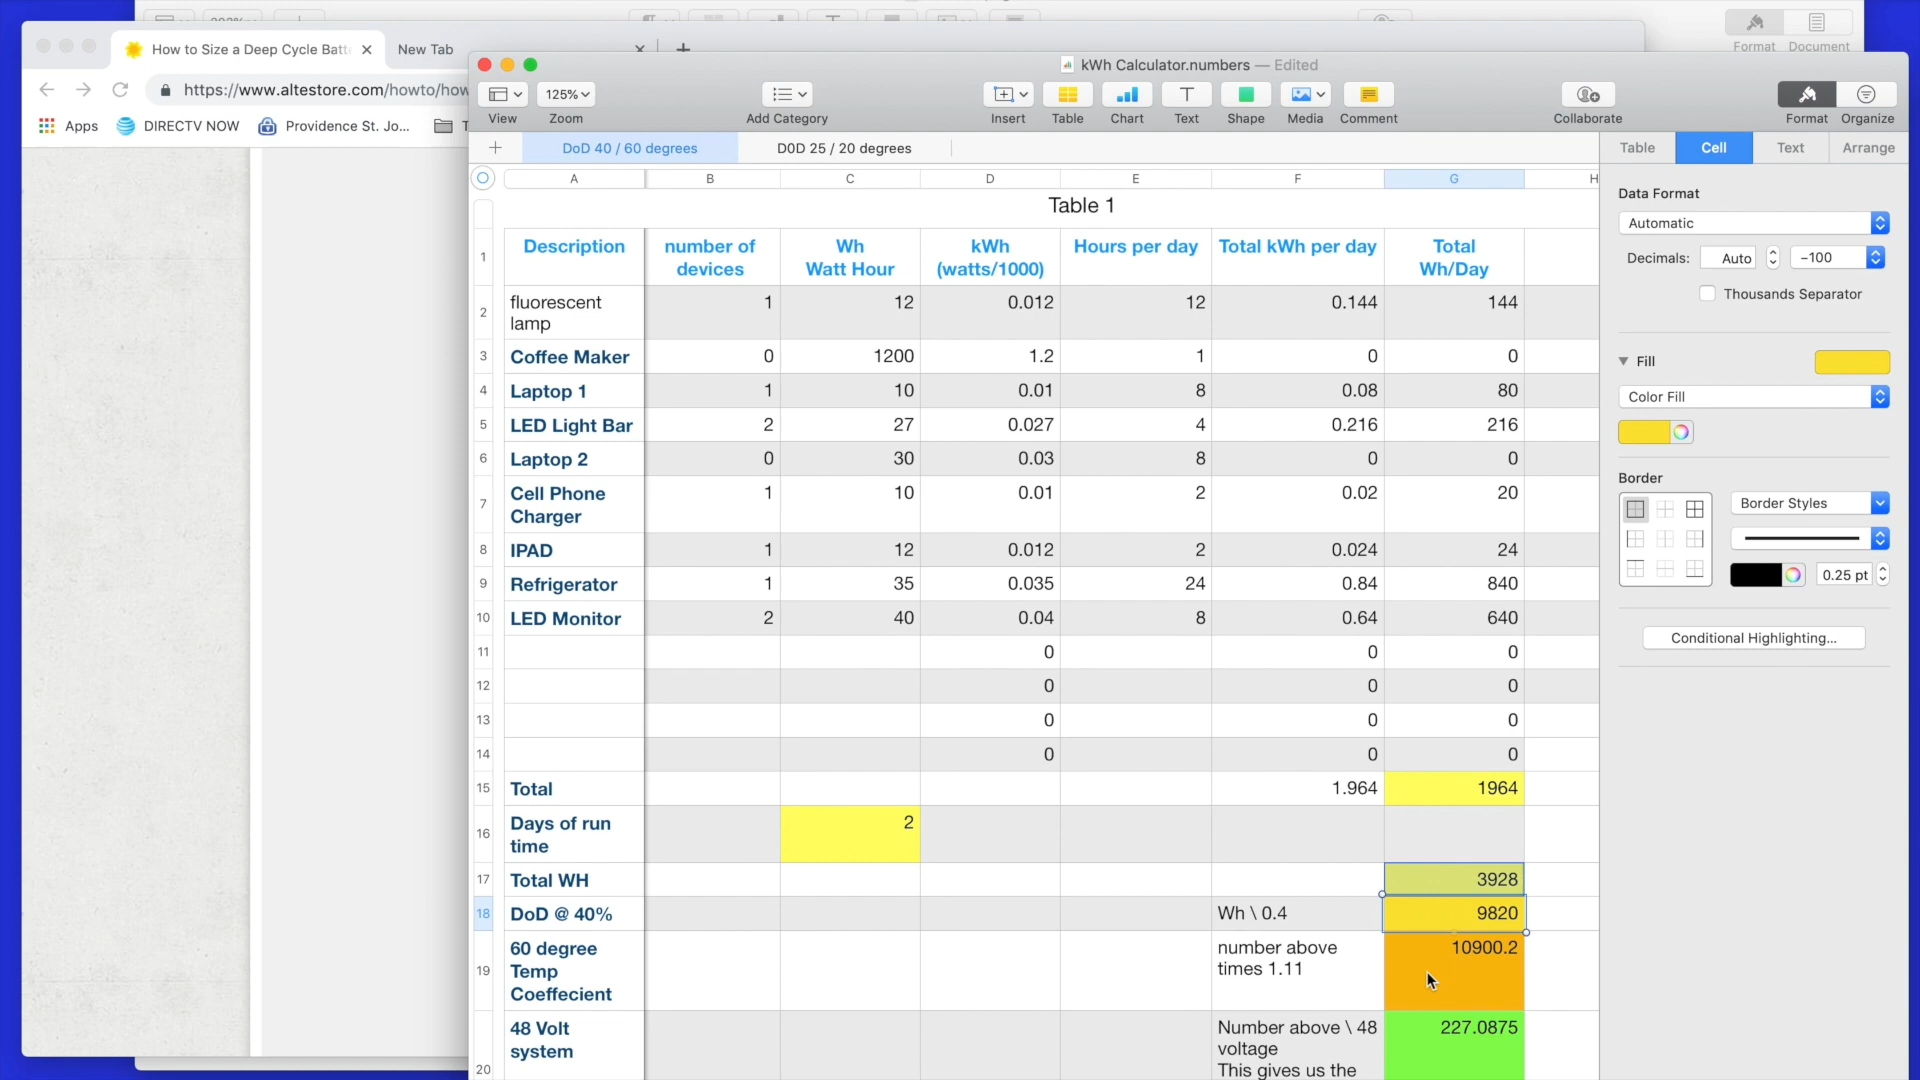 How to Size a Deep Cycle Batt
New Tab
https://www.altestore.com/howto/how
Apps
DIRECTV NOW
Providence St. Jo...
Format
Document
kWh Calculator.numbers — Edited
125%
View
Zoom
Add Category
Insert
Table
Chart
Text
Shape
Media
Comment
Collaborate
Format
Organize
DoD 40 / 60 degrees
D0D 25 / 20 degrees
Table
Cell
Text
Arrange
A B C D E F G H
Table 1
1 Description number of devices Wh Watt Hour kWh (watts/1000) Hours per day Total kWh per day Total Wh/Day
2 fluorescent lamp 1 12 0.012 12 0.144 144
3 Coffee Maker 0 1200 1.2 1 0 0
4 Laptop 1 1 10 0.01 8 0.08 80
5 LED Light Bar 2 27 0.027 4 0.216 216
6 Laptop 2 0 30 0.03 8 0 0
7 Cell Phone Charger 1 10 0.01 2 0.02 20
8 IPAD 1 12 0.012 2 0.024 24
9 Refrigerator 1 35 0.035 24 0.84 840
10 LED Monitor 2 40 0.04 8 0.64 640
11 0 0 0
12 0 0 0
13 0 0 0
14 0 0 0
15 Total 1.964 1964
16 Days of run time 2
17 Total WH 3928
18 DoD @ 40% Wh \ 0.4 9820
19 60 degree Temp Coeffecient number above times 1.11 10900.2
20 48 Volt system Number above \ 48 voltage This gives us the 227.0875
Data Format
Automatic
Decimals: Auto −100
Thousands Separator
Fill
Color Fill
Border
Border Styles
0.25 pt
Conditional Highlighting...